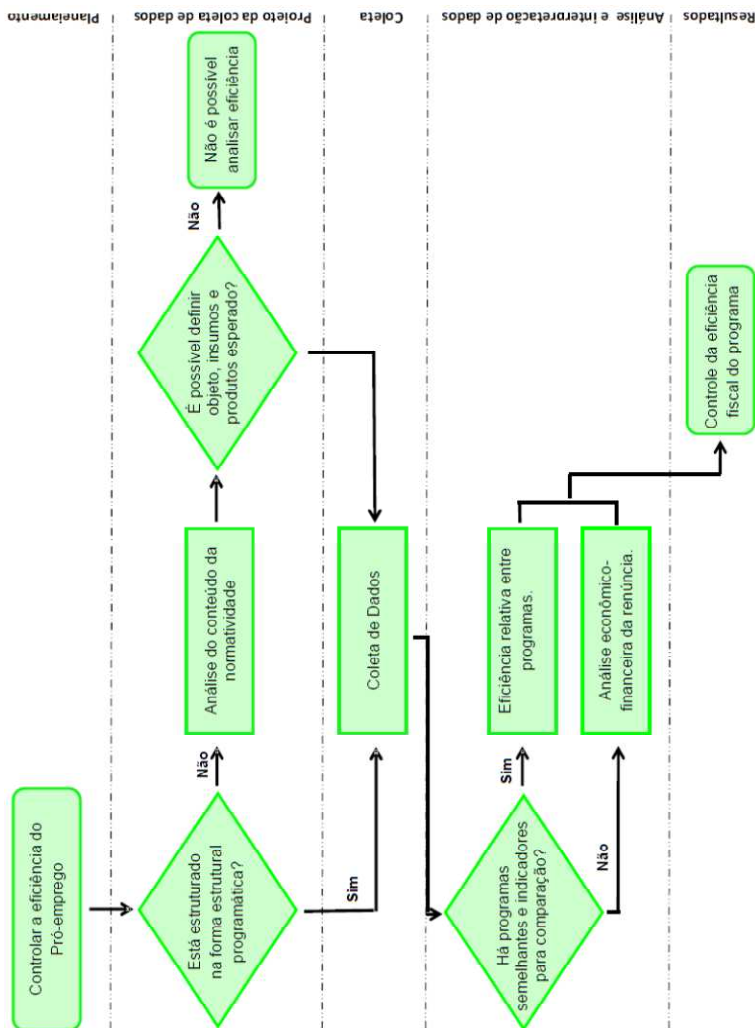 Planejamento
Projeto da coleta de dados
Coleta
Análise e interpretação de dados
Resultados
Controlar a eficiência do
Pró-emprego
Está estruturado
na forma estrutural
programática?
Não
Sim
Análise do conteúdo da
normatividade
É possível definir
objeto, insumos e
produtos esperado?
Não
Não é possível
analisar eficiência
Coleta de Dados
Há programas
semelhantes e indicadores
para comparação?
Sim
Não
Eficiência relativa entre
programas.
Análise econômico-
financeira da renúncia.
Controle da eficiência
fiscal do programa